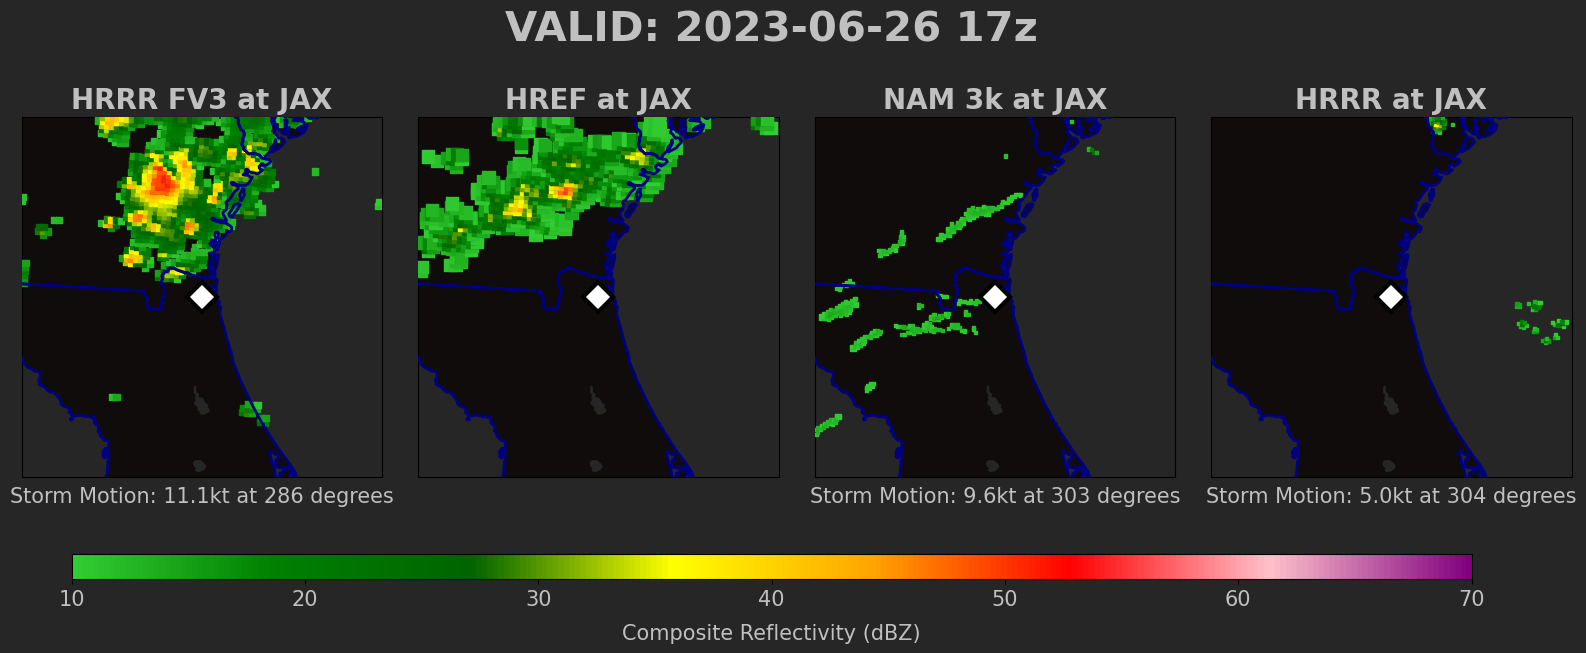 VALID: 2023-06-26 17z
HRRR FV3 at JAX
HREF at JAX
NAM 3k at JAX
HRRR at JAX
Storm Motion: 11.1kt at 286 degrees
Storm Motion: 9.6kt at 303 degrees
Storm Motion: 5.0kt at 304 degrees
10 20 30 40 50 60 70
Composite Reflectivity (dBZ)